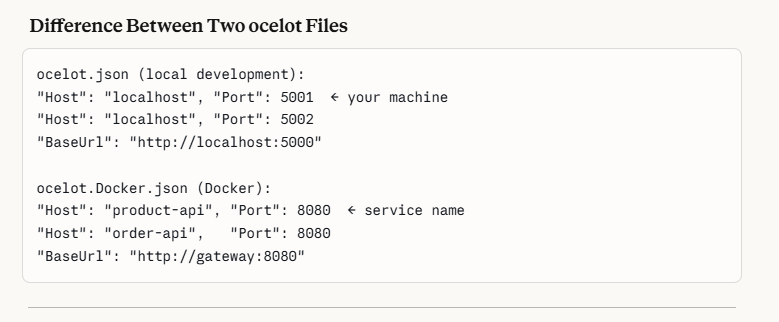 Difference Between Two ocelot Files
ocelot.json (local development):
"Host": "localhost", "Port": 5001  ← your machine
"Host": "localhost", "Port": 5002
"BaseUrl": "http://localhost:5000"
ocelot.Docker.json (Docker):
"Host": "product-api", "Port": 8080  ← service name
"Host": "order-api",   "Port": 8080
"BaseUrl": "http://gateway:8080"